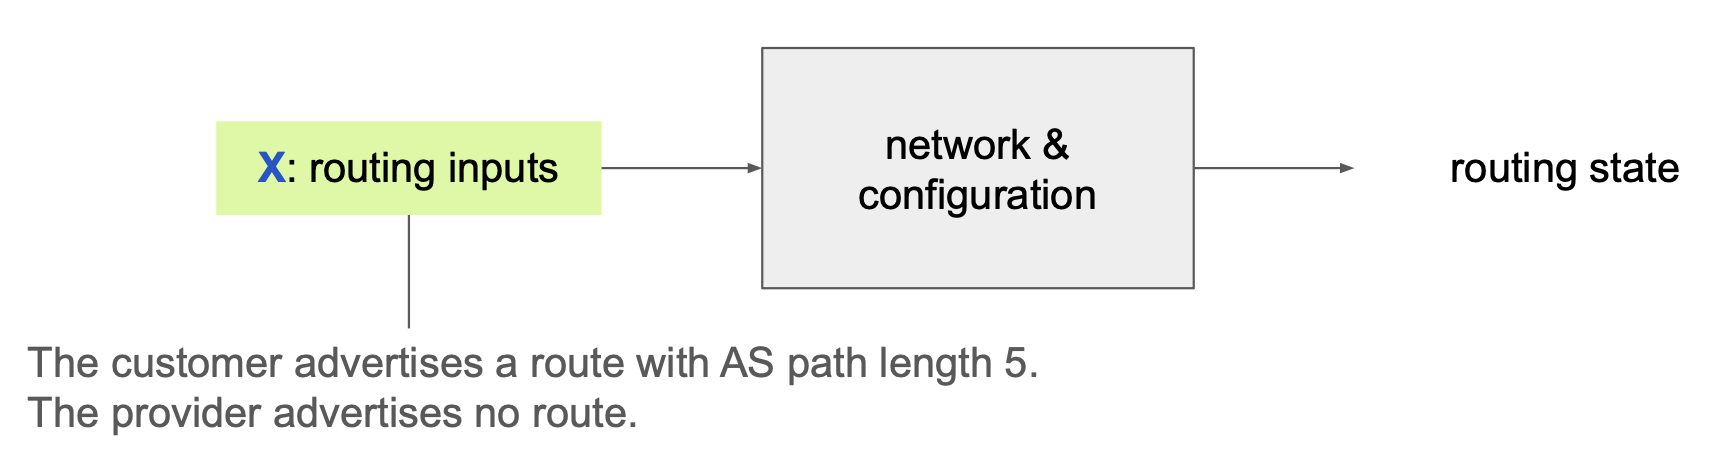 X: routing inputs
network &
configuration
routing state
The customer advertises a route with AS path length 5.
The provider advertises no route.